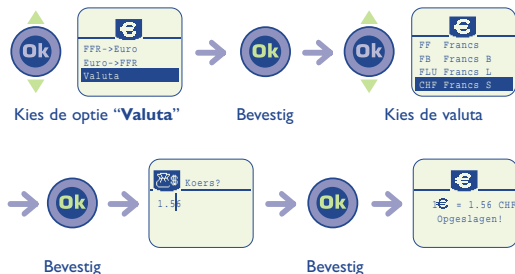 Ok
€
FFR->Euro
Euro->FFR
Valuta
Ok
Ok
€
FF Francs
FB Francs B
FLU Francs L
CHF Francs S
Kies de optie “Valuta”
Bevestig
Kies de valuta
Ok
$ Koers?
1.56
Ok
€
1€ = 1.56 CHF
Opgeslagen!
Bevestig
Bevestig